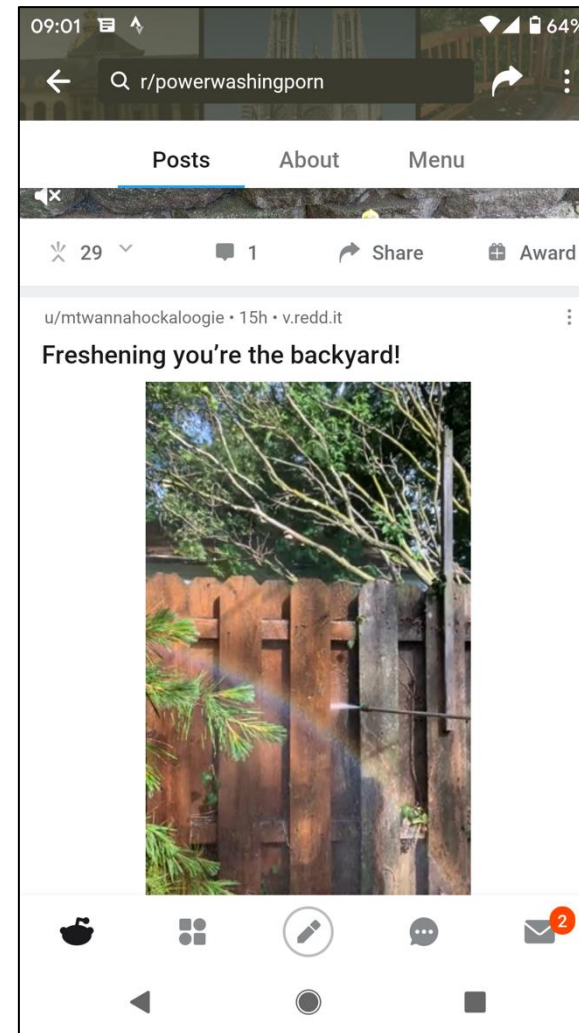 09:01 64%
r/powerwashingporn
Posts About Menu
29 1 Share Award
u/mtwannahockaloogie • 15h • v.redd.it
Freshening you’re the backyard!
2